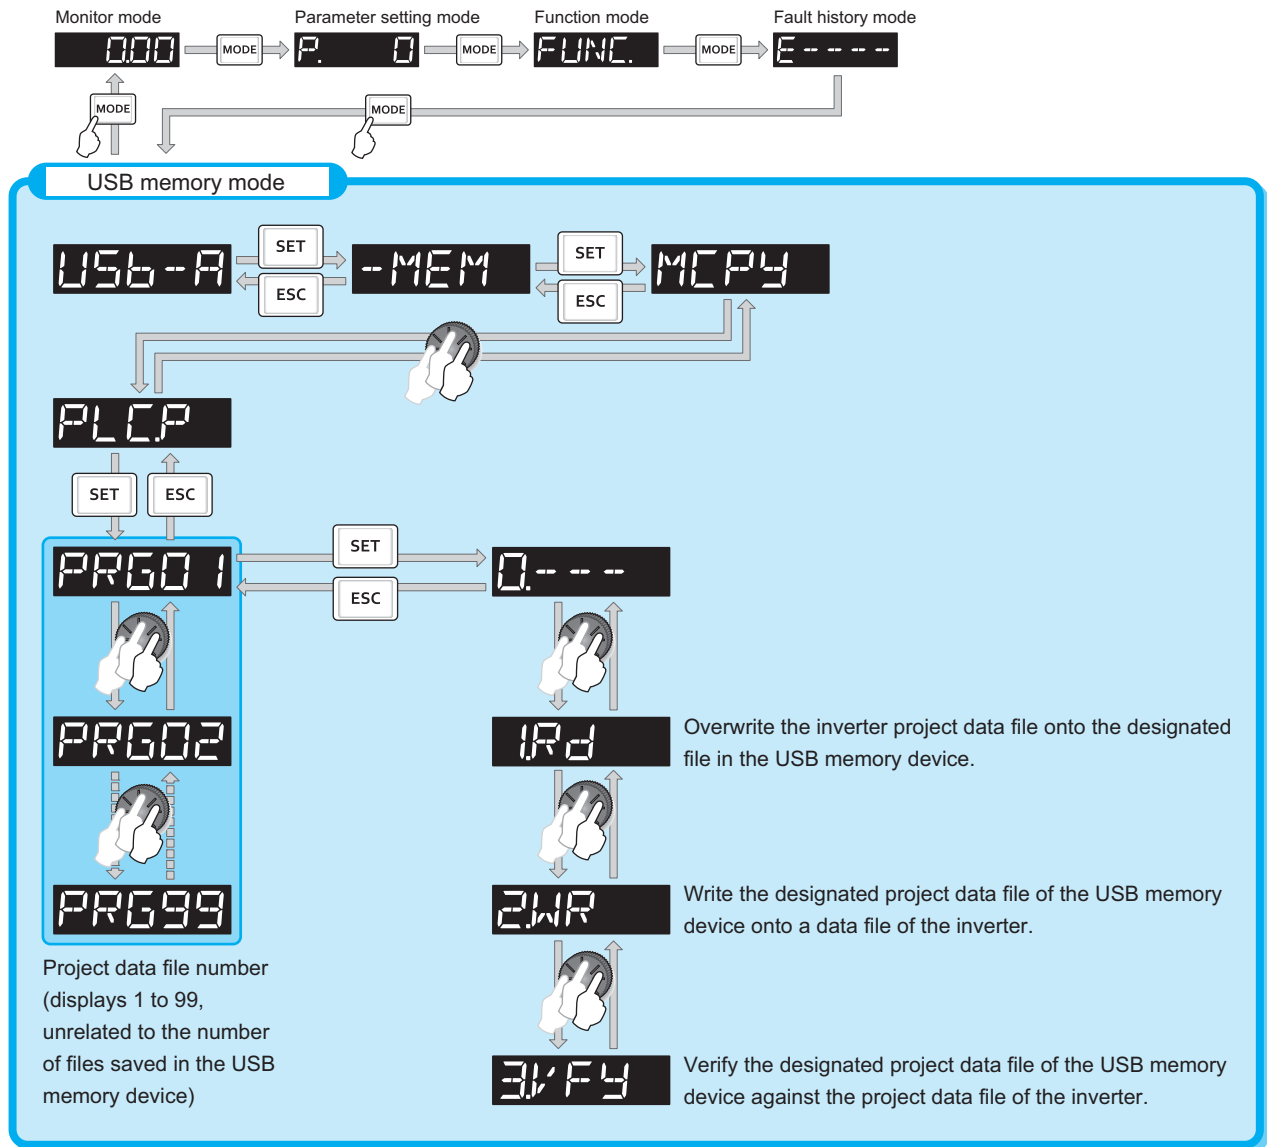 Monitor mode
Parameter setting mode
Function mode
Fault history mode
0.00
MODE
P. 0
MODE
FUNC.
MODE
E-----
MODE
MODE
USB memory mode
USb-A
SET
ESC
-MEM
SET
ESC
MCPY
PLC.P
SET
ESC
PRG01
SET
ESC
0.---
PRG02
1.Rd
Overwrite the inverter project data file onto the designated
file in the USB memory device.
PRG99
2.WR
Write the designated project data file of the USB memory
device onto a data file of the inverter.
Project data file number
(displays 1 to 99,
unrelated to the number
of files saved in the USB
memory device)
3.VFY
Verify the designated project data file of the USB memory
device against the project data file of the inverter.